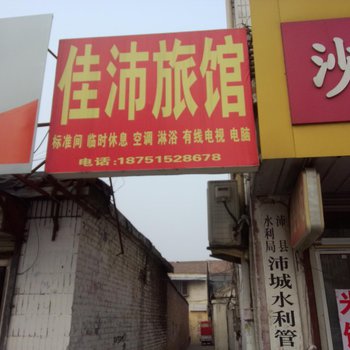 佳沛旅馆
标准间 临时休息 空调 淋浴 有线电视 电脑
电话:18751528678
沛县
水利局
沛城水利管